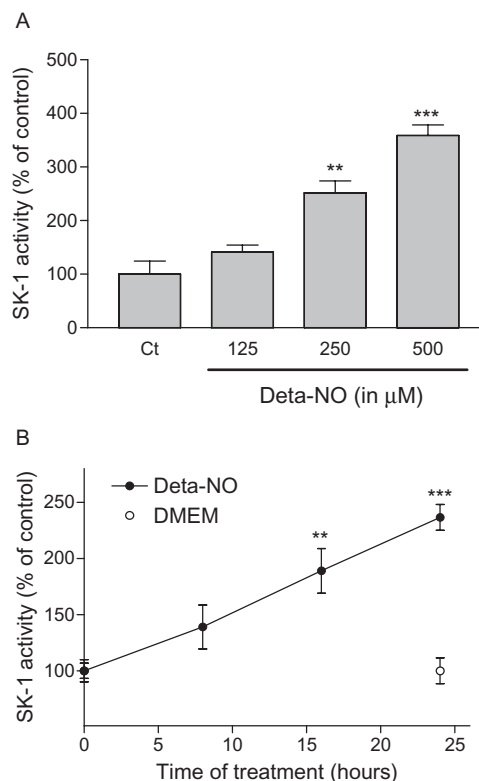 A
SK-1 activity (% of control)
500
400
300
200
100
0
**
***
Ct 125 250 500
Deta-NO (in μM)
B
SK-1 activity (% of control)
250
200
150
100
Deta-NO
DMEM
**
***
0 5 10 15 20 25
Time of treatment (hours)